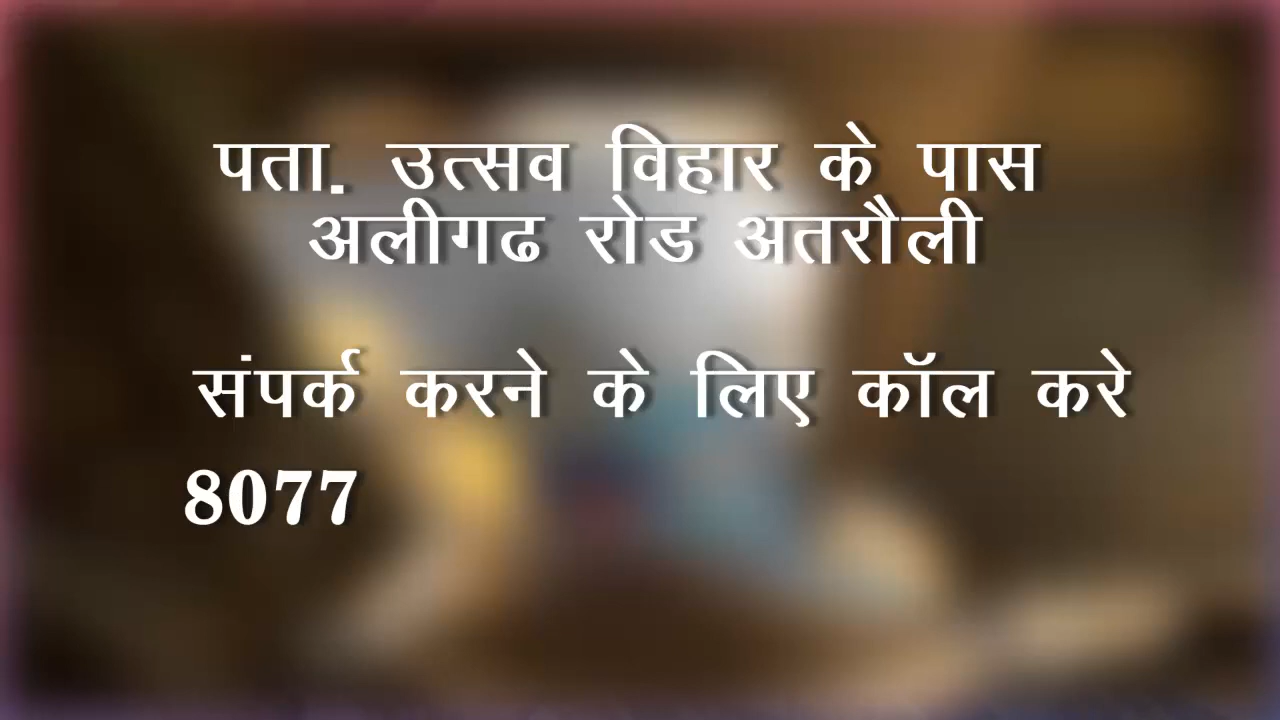 पता. उत्सव विहार के पास
अलीगढ रोड अतरौली
संपर्क करने के लिए कॉल करे
8077